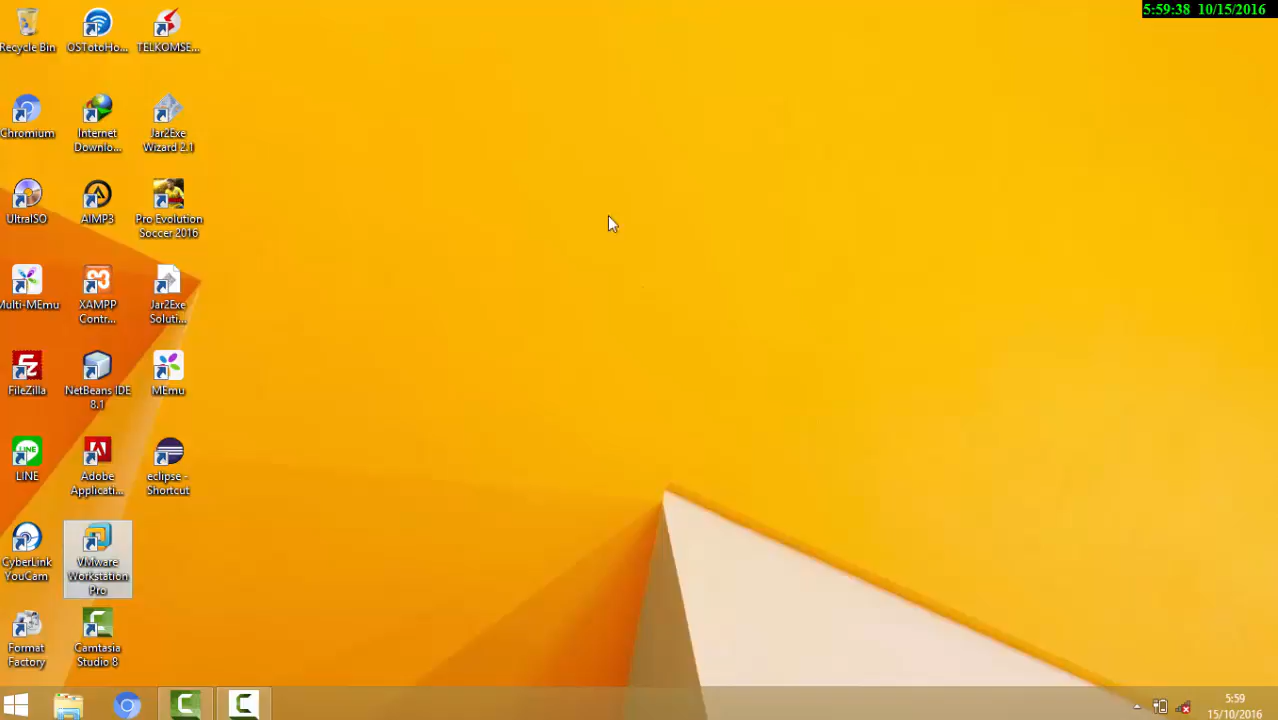 5:59:38 10/15/2016
Recycle Bin
OSTotoHo...
TELKOMSE...
Chromium
Internet
Downlo...
Jar2Exe
Wizard 2.1
UltraISO
AIMP3
Pro Evolution
Soccer 2016
Multi-MEmu
XAMPP
Contr...
Jar2Exe
Soluti...
FileZilla
NetBeans IDE
8.1
MEmu
LINE
LINE
Adobe
Applicati...
eclipse -
Shortcut
CyberLink
YouCam
VMware
Workstation
Pro
Format
Factory
Camtasia
Studio 8
5:59
15/10/2016